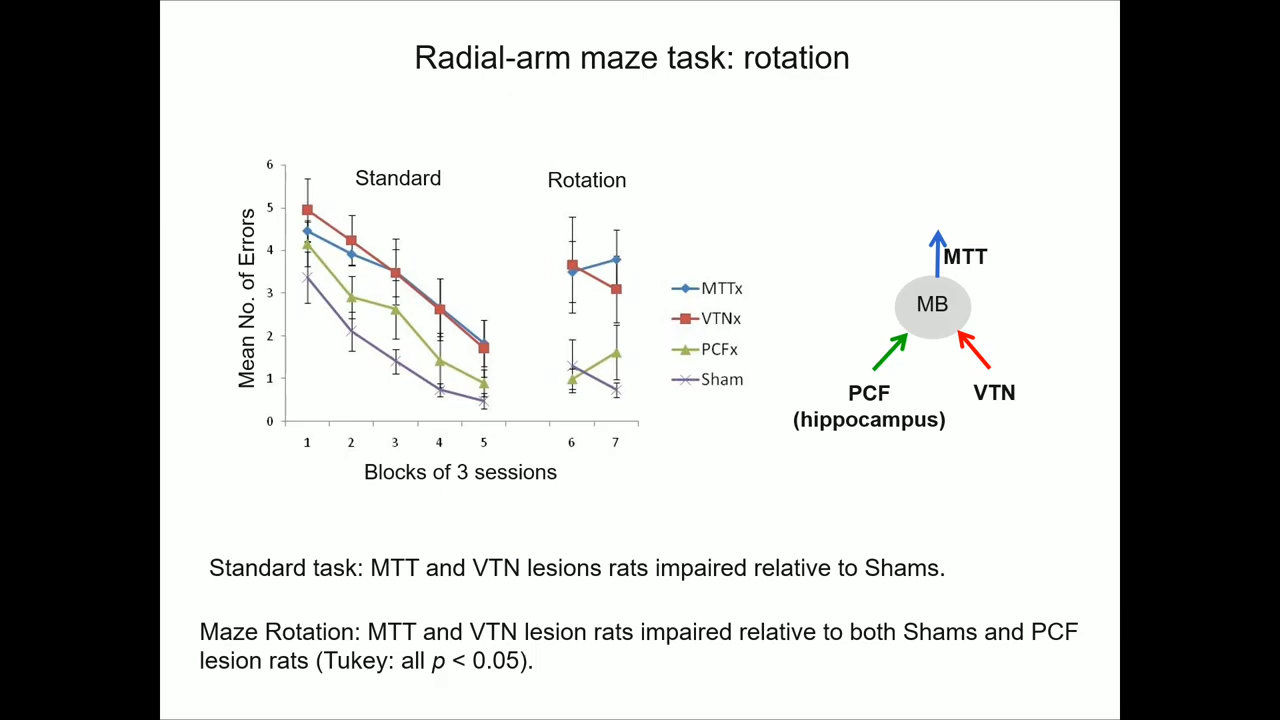 Radial-arm maze task: rotation
Standard
Rotation
Mean No. of Errors
6
5
4
3
2
1
0
1 2 3 4 5 6 7
Blocks of 3 sessions
MTTx
VTNx
PCFx
Sham
MTT
MB
PCF
(hippocampus)
VTN
Standard task: MTT and VTN lesions rats impaired relative to Shams.
Maze Rotation: MTT and VTN lesion rats impaired relative to both Shams and PCF
lesion rats (Tukey: all p < 0.05).